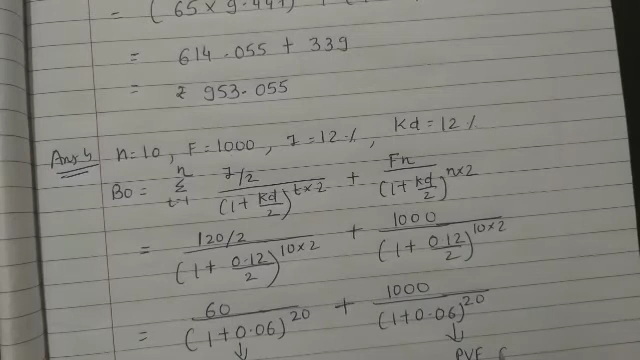 = (65 × 9.447) +
= 614.055 + 339
= ₹ 953.055
Ans 4 n=10, F=1000, I=12%, Kd=12%
B0 = n Σ t=1 I/2 / (1+kd/2)^t×2 + Fn / (1+kd/2)^n×2
= 120/2 / (1+0.12/2)^10×2 + 1000 / (1+0.12/2)^10×2
= 60 / (1+0.06)^20 + 1000 / (1+0.06)^20
↓ ↓
PVF